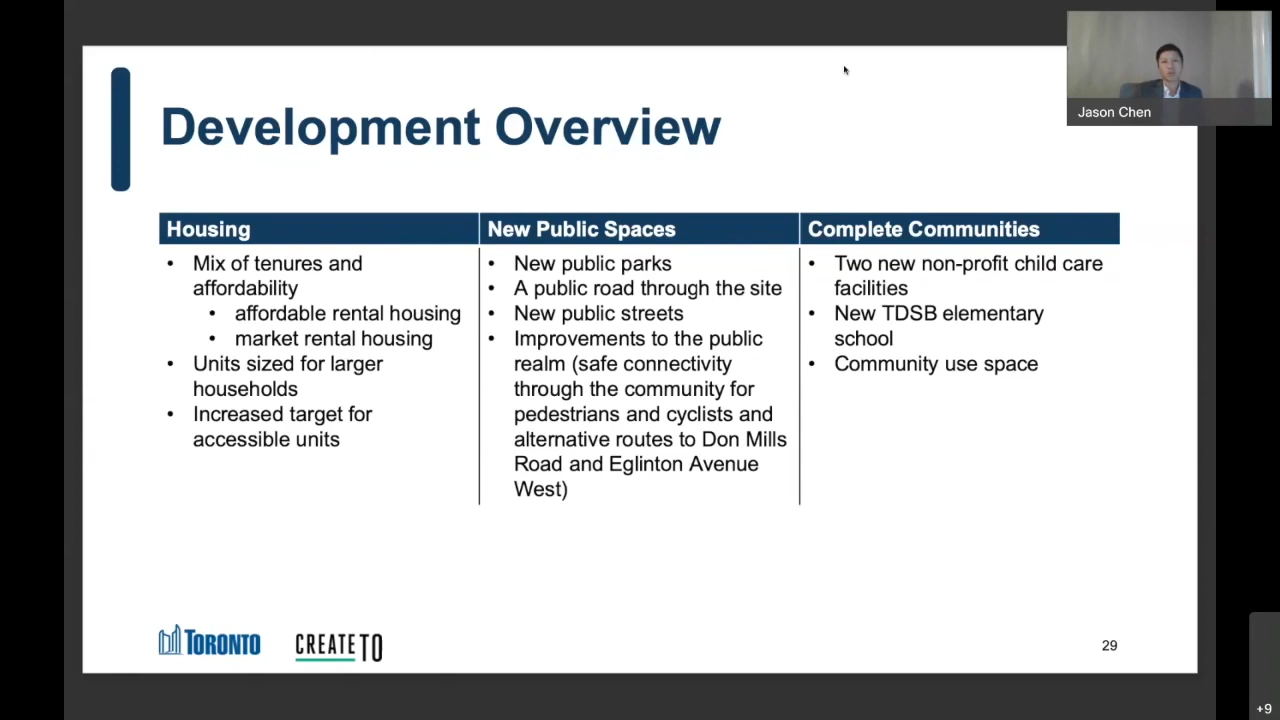 Jason Chen
Development Overview
Housing
Mix of tenures and
affordability
affordable rental housing
market rental housing
Units sized for larger
households
Increased target for
accessible units
New Public Spaces
New public parks
A public road through the site
New public streets
Improvements to the public
realm (safe connectivity
through the community for
pedestrians and cyclists and
alternative routes to Don Mills
Road and Eglinton Avenue
West)
Complete Communities
Two new non-profit child care
facilities
New TDSB elementary
school
Community use space
TORONTO
CREATETO
29
+9